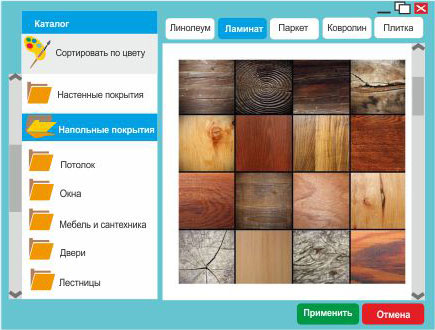 Каталог
Сортировать по цвету
Настенные покрытия
Напольные покрытия
Потолок
Окна
Мебель и сантехника
Двери
Лестницы
Линолеум
Ламинат
Паркет
Ковролин
Плитка
Применить
Отмена